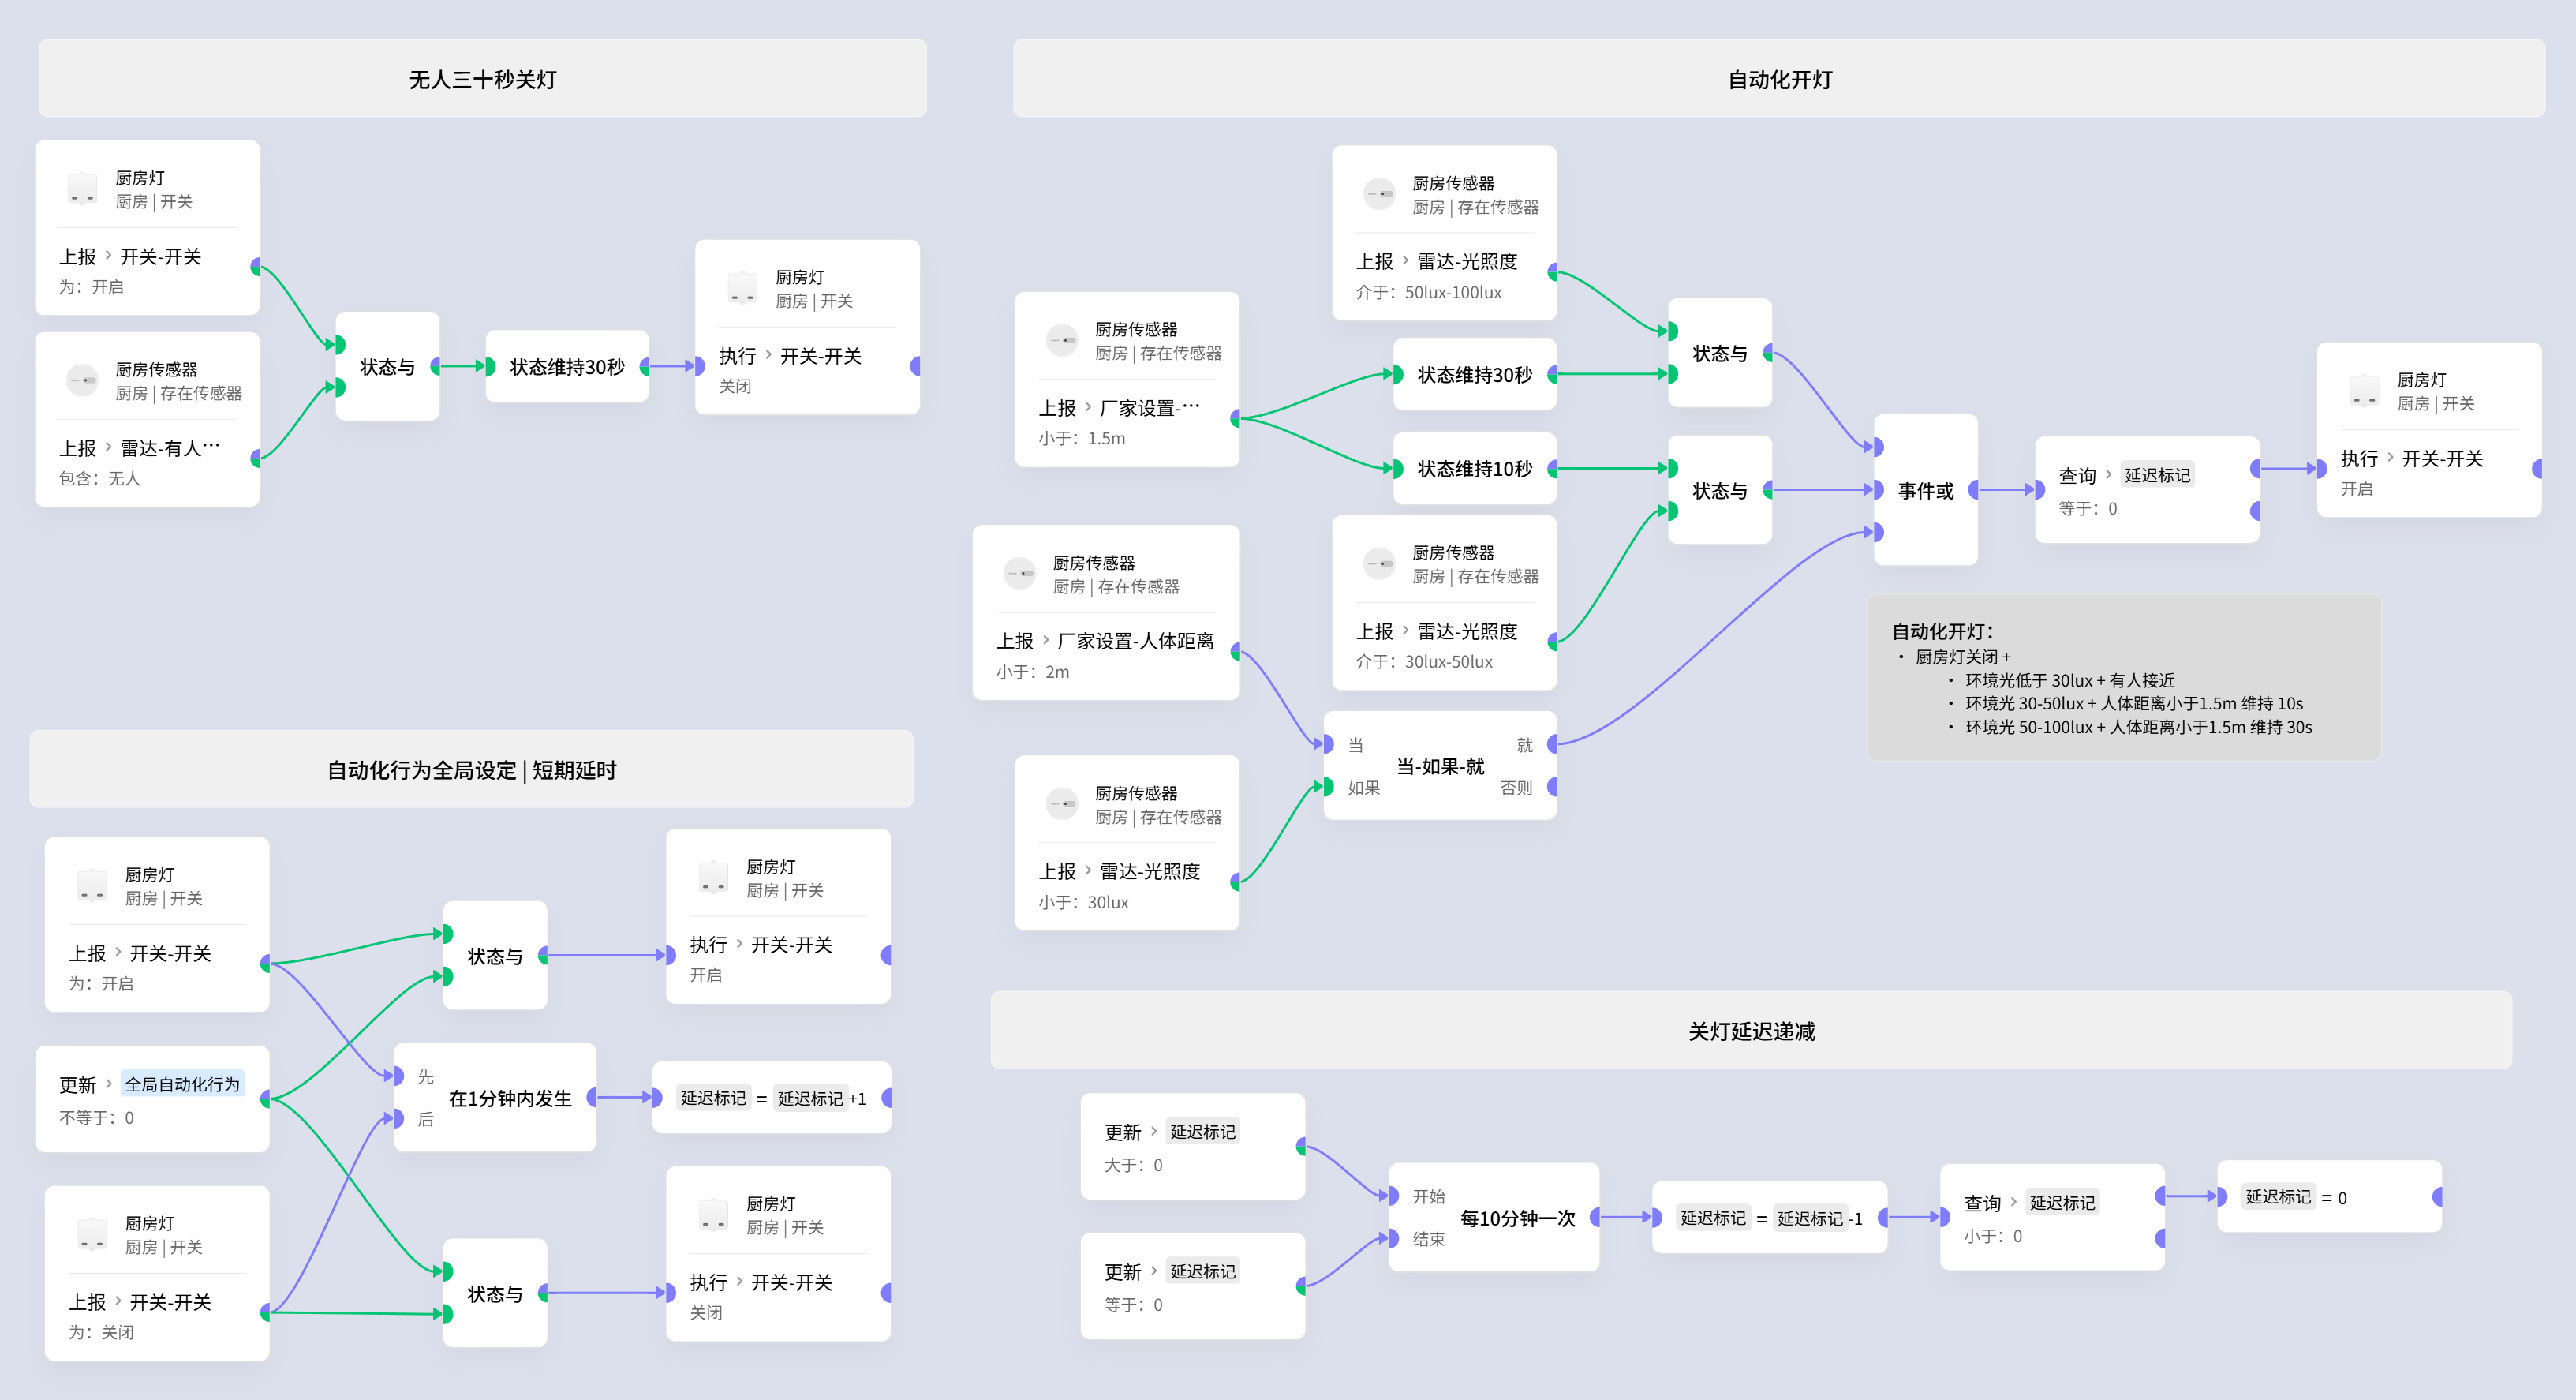 无人三十秒关灯
厨房灯
厨房 | 开关
上报 › 开关-开关
为：开启
厨房传感器
厨房 | 存在传感器
上报 › 雷达-有人…
包含：无人
状态与
状态维持30秒
厨房灯
厨房 | 开关
执行 › 开关-开关
关闭
自动化开灯
厨房传感器
厨房 | 存在传感器
上报 › 雷达-光照度
介于：50lux-100lux
厨房传感器
厨房 | 存在传感器
上报 › 厂家设置-…
小于：1.5m
状态维持30秒
状态维持10秒
状态与
状态与
厨房传感器
厨房 | 存在传感器
上报 › 厂家设置-人体距离
小于：2m
厨房传感器
厨房 | 存在传感器
上报 › 雷达-光照度
介于：30lux-50lux
厨房传感器
厨房 | 存在传感器
上报 › 雷达-光照度
小于：30lux
当
如果
当-如果-就
就
否则
事件或
查询 › 延迟标记
等于：0
厨房灯
厨房 | 开关
执行 › 开关-开关
开启
自动化开灯：
• 厨房灯关闭 +
• 环境光低于 30lux + 有人接近
• 环境光 30-50lux + 人体距离小于1.5m 维持 10s
• 环境光 50-100lux + 人体距离小于1.5m 维持 30s
自动化行为全局设定 | 短期延时
厨房灯
厨房 | 开关
上报 › 开关-开关
为：开启
更新 › 全局自动化行为
不等于：0
厨房灯
厨房 | 开关
上报 › 开关-开关
为：关闭
状态与
先
后
在1分钟内发生
状态与
厨房灯
厨房 | 开关
执行 › 开关-开关
开启
延迟标记 = 延迟标记 +1
厨房灯
厨房 | 开关
执行 › 开关-开关
关闭
关灯延迟递减
更新 › 延迟标记
大于：0
更新 › 延迟标记
等于：0
开始
结束
每10分钟一次
延迟标记 = 延迟标记 -1
查询 › 延迟标记
小于：0
延迟标记 = 0